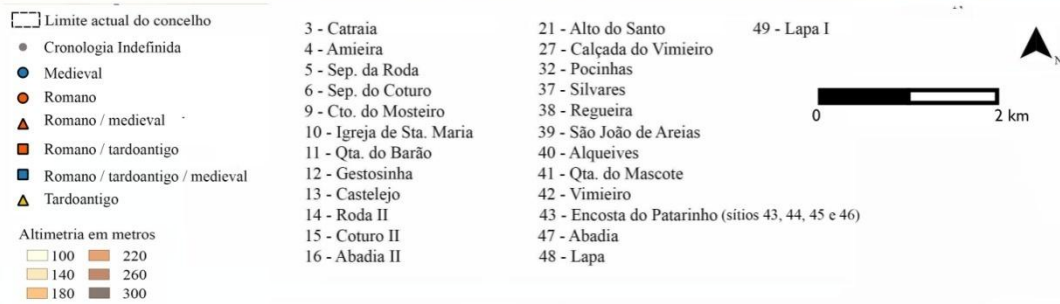 Limite actual do concelho
Cronologia Indefinida
Medieval
Romano
Romano / medieval
Romano / tardoantigo
Romano / tardoantigo / medieval
Tardoantigo
Altimetria em metros
100 220
140 260
180 300
3 - Catraia
4 - Amieira
5 - Sep. da Roda
6 - Sep. do Coturo
9 - Cto. do Mosteiro
10 - Igreja de Sta. Maria
11 - Qta. do Barão
12 - Gestosinha
13 - Castelejo
14 - Roda II
15 - Coturo II
16 - Abadia II
21 - Alto do Santo
27 - Calçada do Vimieiro
32 - Pocinhas
37 - Silvares
38 - Regueira
39 - São João de Areias
40 - Alqueives
41 - Qta. do Mascote
42 - Vimieiro
43 - Encosta do Patarinho (sítios 43, 44, 45 e 46)
47 - Abadia
48 - Lapa
49 - Lapa I
N
0 2 km